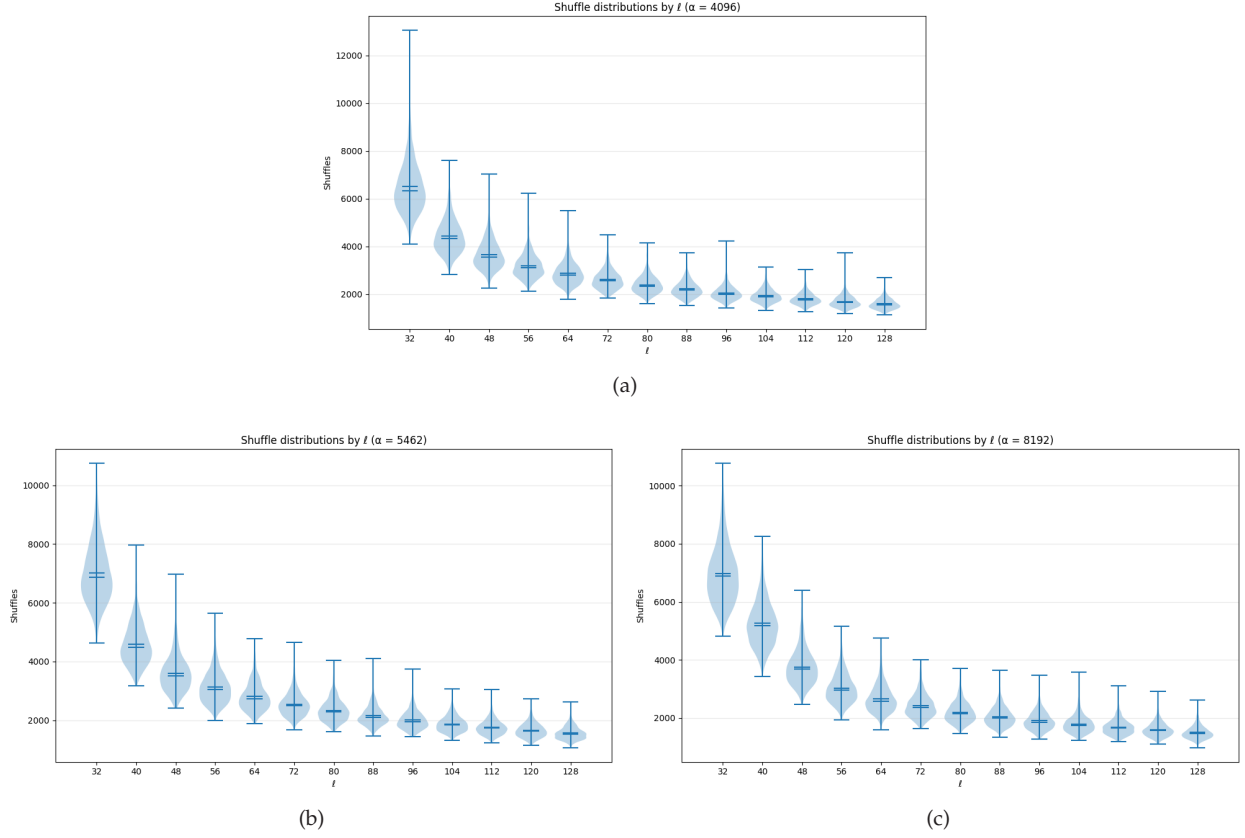 Shuffle distributions by ℓ (α = 4096)
12000
10000
8000
6000
4000
2000
Shuffles
32 40 48 56 64 72 80 88 96 104 112 120 128
ℓ
(a)
Shuffle distributions by ℓ (α = 5462)
10000
8000
6000
4000
2000
Shuffles
32 40 48 56 64 72 80 88 96 104 112 120 128
ℓ
(b)
Shuffle distributions by ℓ (α = 8192)
10000
8000
6000
4000
2000
Shuffles
32 40 48 56 64 72 80 88 96 104 112 120 128
ℓ
(c)